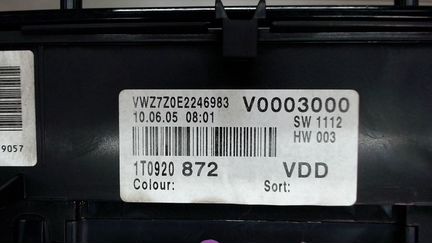 VWZ7Z0E2246983 V0003000
10.06.05 08:01 SW 1112
HW 003
9057
1T0920 872 VDD
Colour: Sort: